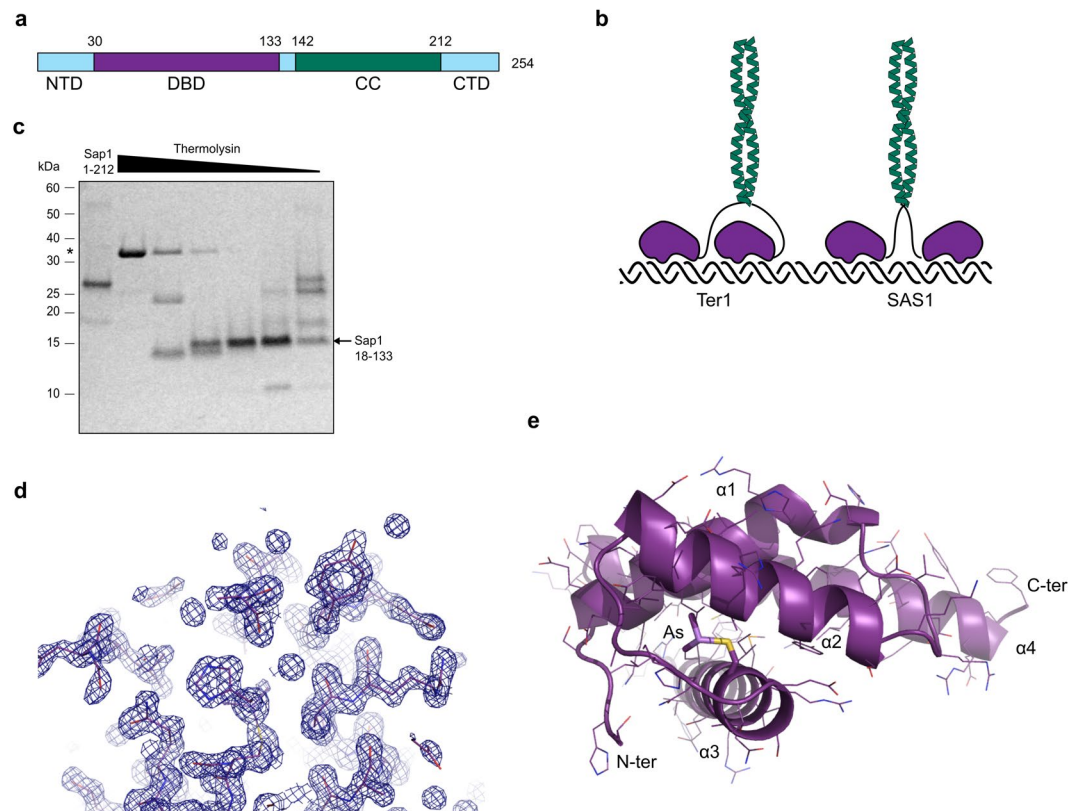 a
30 133 142 212
254
NTD DBD CC CTD
b
Ter1 SAS1
c
kDa
Sap1
1-212
Thermolysin
60
50
40
*
30
25
20
15
10
Sap1
18-133
d
e
α1
As
α2
C-ter
α4
α3
N-ter